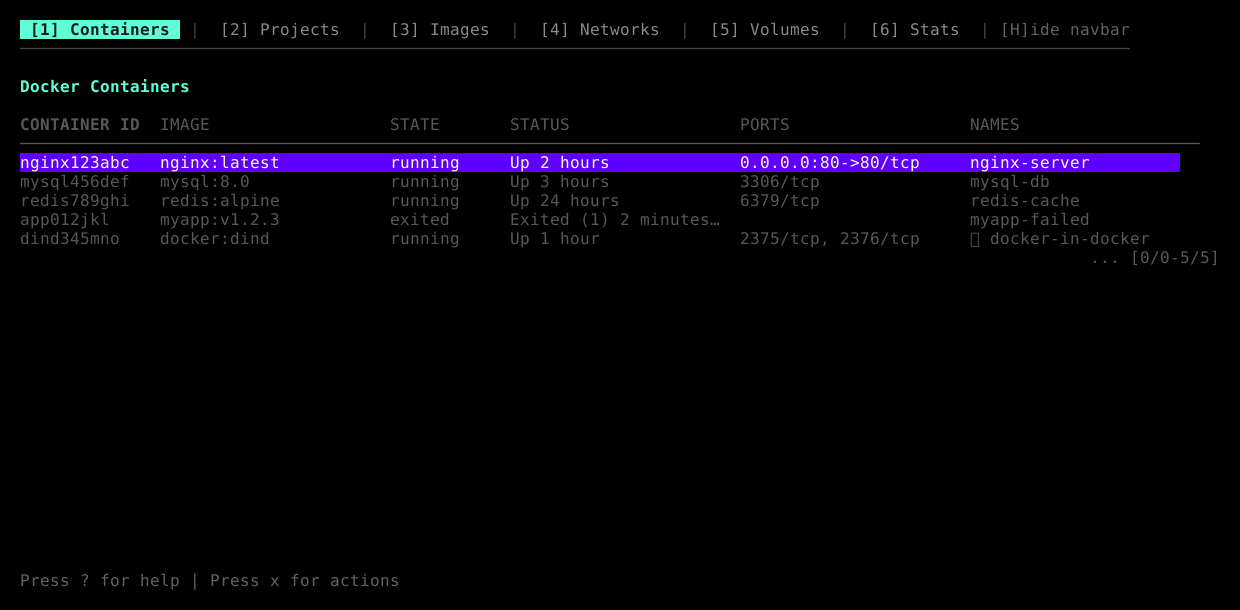 [1] Containers | [2] Projects | [3] Images | [4] Networks | [5] Volumes | [6] Stats | [H]ide navbar
Docker Containers
CONTAINER ID IMAGE STATE STATUS PORTS NAMES
nginx123abc nginx:latest running Up 2 hours 0.0.0.0:80->80/tcp nginx-server
mysql456def mysql:8.0 running Up 3 hours 3306/tcp mysql-db
redis789ghi redis:alpine running Up 24 hours 6379/tcp redis-cache
app012jkl myapp:v1.2.3 exited Exited (1) 2 minutes… myapp-failed
dind345mno docker:dind running Up 1 hour 2375/tcp, 2376/tcp docker-in-docker
... [0/0-5/5]
Press ? for help | Press x for actions